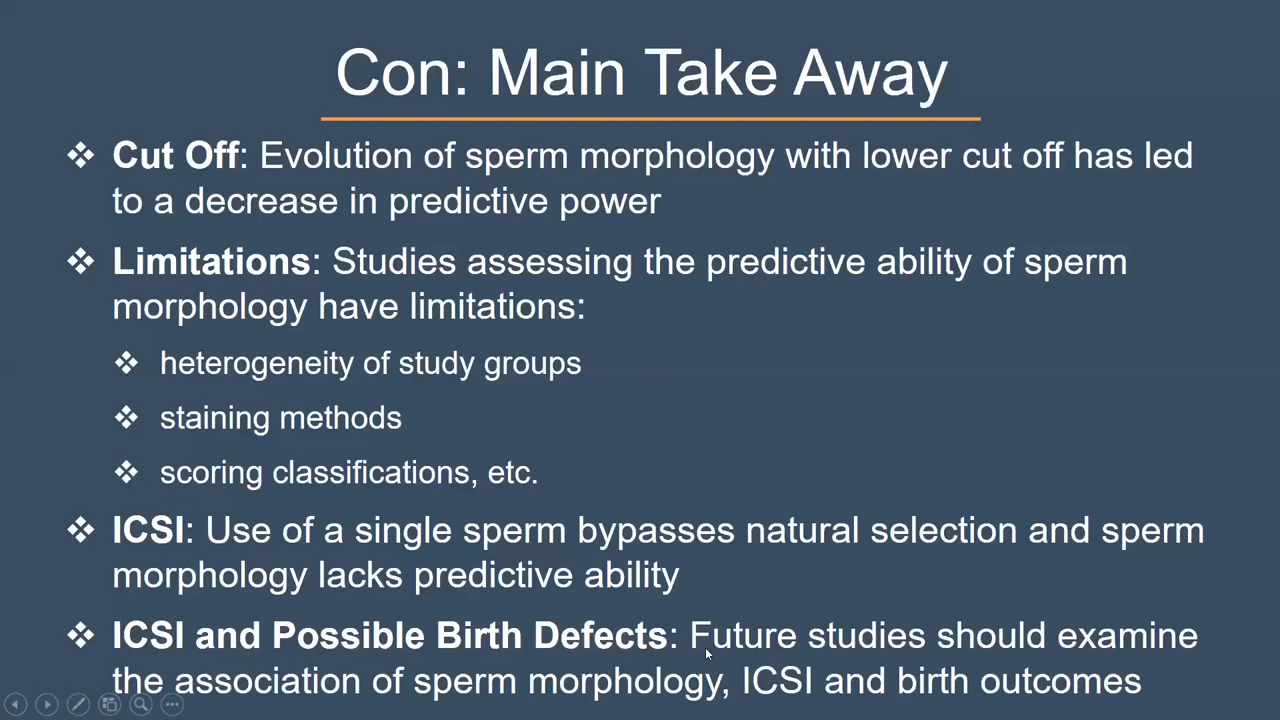 Con: Main Take Away
❖ Cut Off: Evolution of sperm morphology with lower cut off has led
to a decrease in predictive power
❖ Limitations: Studies assessing the predictive ability of sperm
morphology have limitations:
❖ heterogeneity of study groups
❖ staining methods
❖ scoring classifications, etc.
❖ ICSI: Use of a single sperm bypasses natural selection and sperm
morphology lacks predictive ability
❖ ICSI and Possible Birth Defects: Future studies should examine
the association of sperm morphology, ICSI and birth outcomes